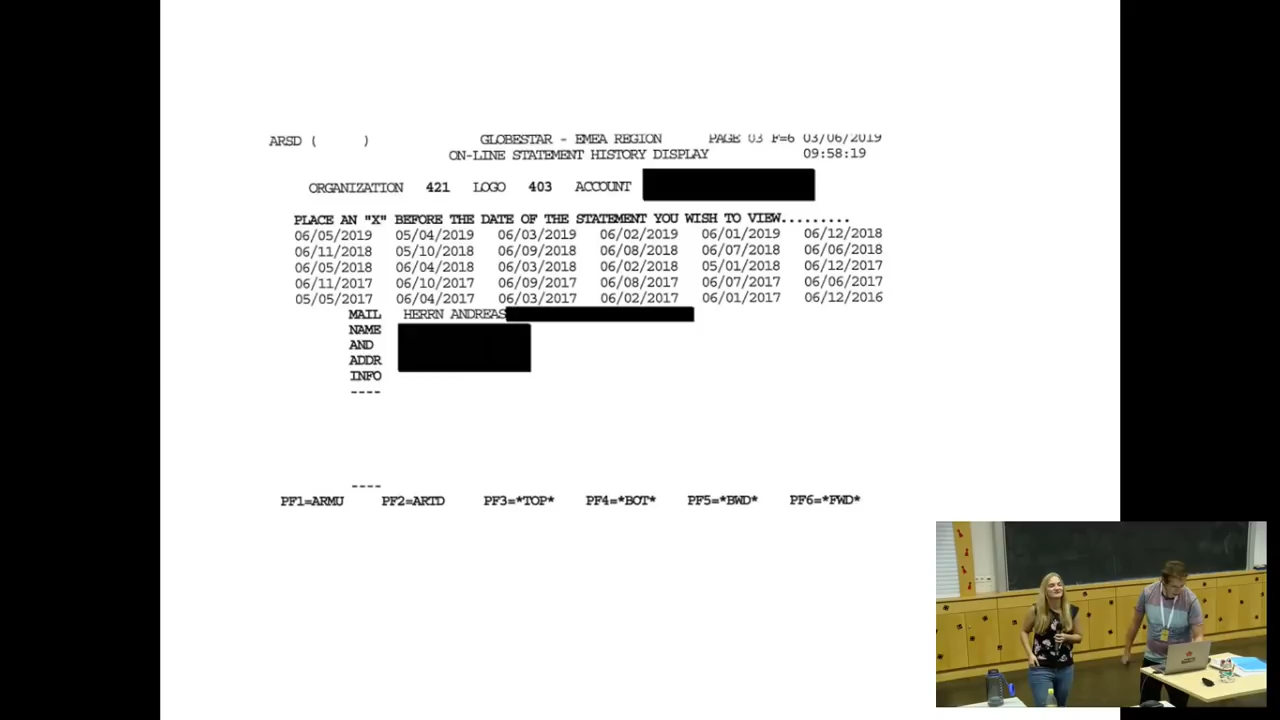 ARSD ( ) GLOBESTAR - EMEA REGION PAGE 03 F=6 03/06/2019
ON-LINE STATEMENT HISTORY DISPLAY 09:58:19
ORGANIZATION 421 LOGO 403 ACCOUNT
PLACE AN "X" BEFORE THE DATE OF THE STATEMENT YOU WISH TO VIEW.........
06/05/2019 05/04/2019 06/03/2019 06/02/2019 06/01/2019 06/12/2018
06/11/2018 05/10/2018 06/09/2018 06/08/2018 06/07/2018 06/06/2018
06/05/2018 06/04/2018 06/03/2018 06/02/2018 05/01/2018 06/12/2017
06/11/2017 06/10/2017 06/09/2017 06/08/2017 06/07/2017 06/06/2017
05/05/2017 06/04/2017 06/03/2017 06/02/2017 06/01/2017 06/12/2016
MAIL HERRN ANDREAS
NAME
AND
ADDR
INFO
----
----
PF1=ARMU PF2=ARTD PF3=*TOP* PF4=*BOT* PF5=*BWD* PF6=*FWD*